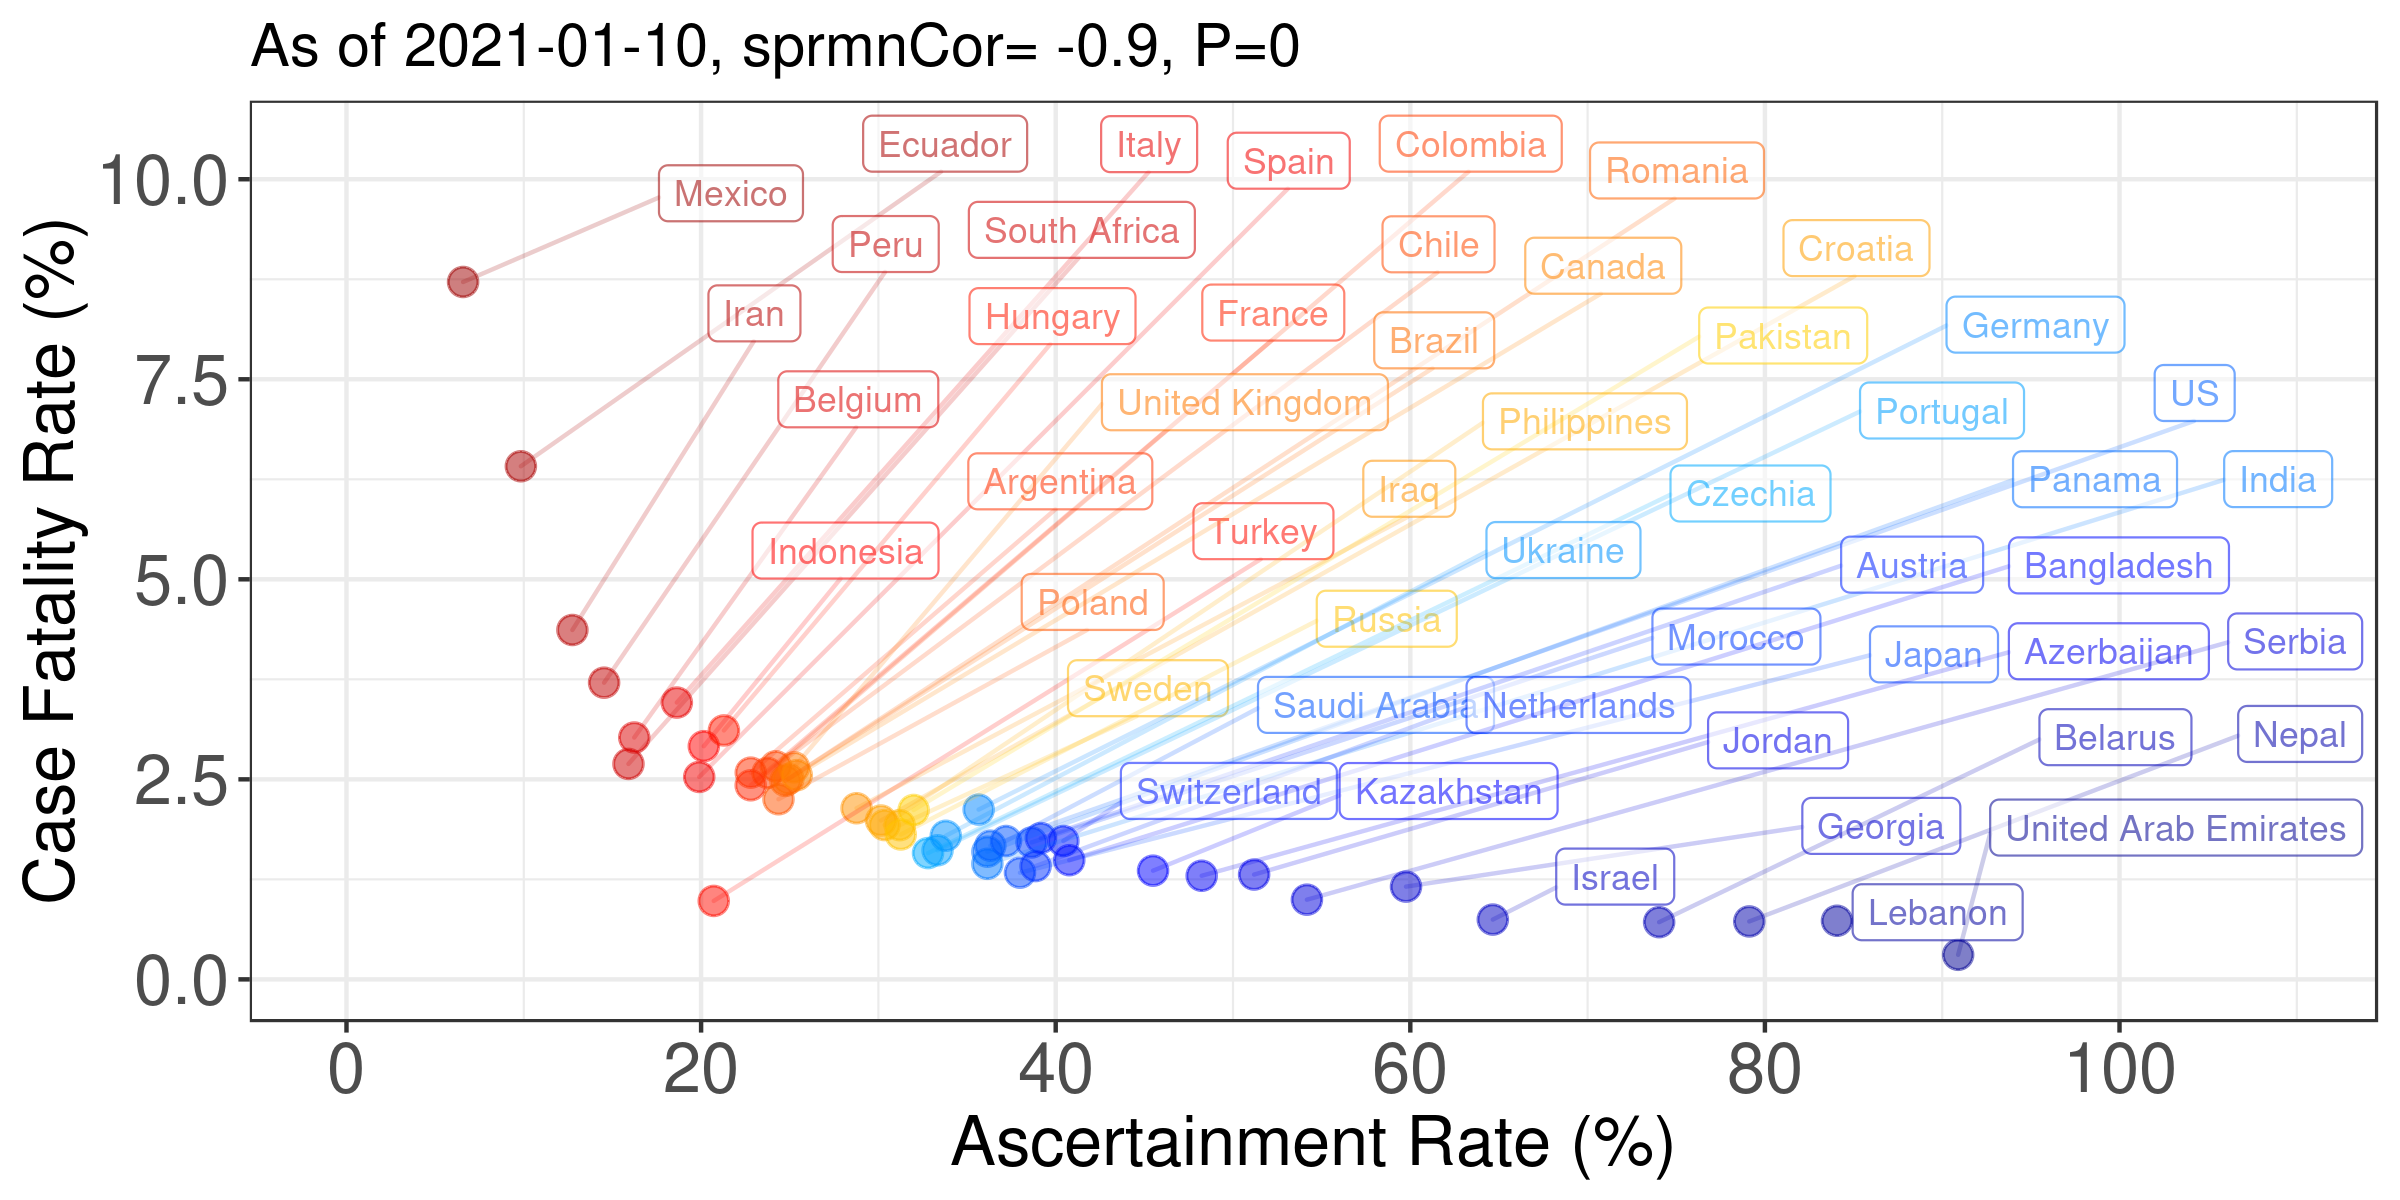 As of 2021-01-10, sprmnCor= -0.9, P=0
Case Fatality Rate (%)
10.0
7.5
5.0
2.5
0.0
Ecuador
Italy
Spain
Colombia
Romania
Mexico
Peru
South Africa
Chile
Canada
Croatia
Iran
Hungary
France
Brazil
Pakistan
Germany
Belgium
United Kingdom
Philippines
Portugal
US
Argentina
Iraq
Czechia
Panama
India
Indonesia
Turkey
Ukraine
Austria
Bangladesh
Poland
Russia
Morocco
Japan
Azerbaijan
Serbia
Sweden
Saudi Arabia
Netherlands
Jordan
Belarus
Nepal
Switzerland
Kazakhstan
Georgia
United Arab Emirates
Israel
Lebanon
0
20
40
60
80
100
Ascertainment Rate (%)